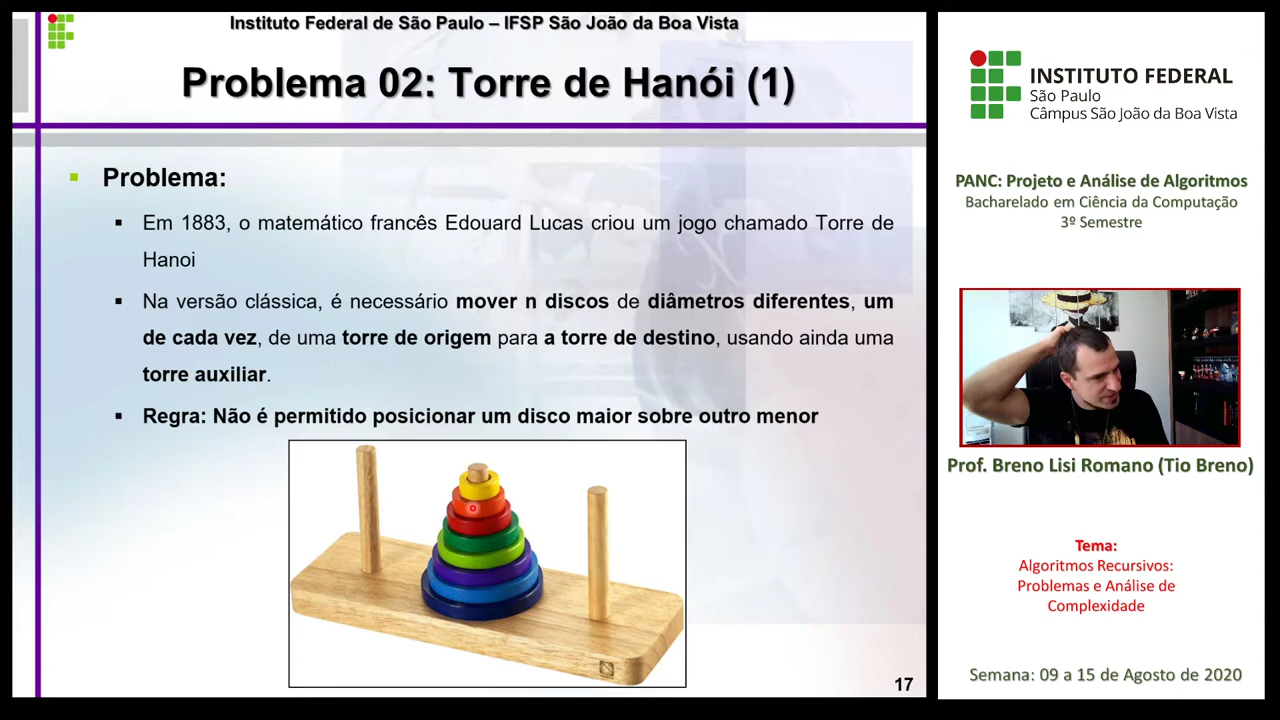 Instituto Federal de São Paulo – IFSP São João da Boa Vista
Problema 02: Torre de Hanói (1)
Problema:
Em 1883, o matemático francês Edouard Lucas criou um jogo chamado Torre de
Hanoi
Na versão clássica, é necessário mover n discos de diâmetros diferentes, um
de cada vez, de uma torre de origem para a torre de destino, usando ainda uma
torre auxiliar.
Regra: Não é permitido posicionar um disco maior sobre outro menor
17
INSTITUTO FEDERAL
São Paulo
Câmpus São João da Boa Vista
PANC: Projeto e Análise de Algoritmos
Bacharelado em Ciência da Computação
3º Semestre
Prof. Breno Lisi Romano (Tio Breno)
Tema:
Algoritmos Recursivos:
Problemas e Análise de
Complexidade
Semana: 09 a 15 de Agosto de 2020